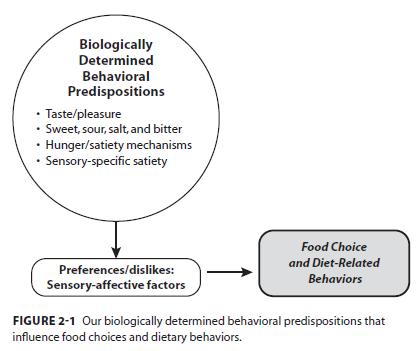 Biologically
Determined
Behavioral
Predispositions
• Taste/pleasure
• Sweet, sour, salt, and bitter
• Hunger/satiety mechanisms
• Sensory-specific satiety
Preferences/dislikes:
Sensory-affective factors
Food Choice
and Diet-Related
Behaviors
FIGURE 2-1 Our biologically determined behavioral predispositions that
influence food choices and dietary behaviors.